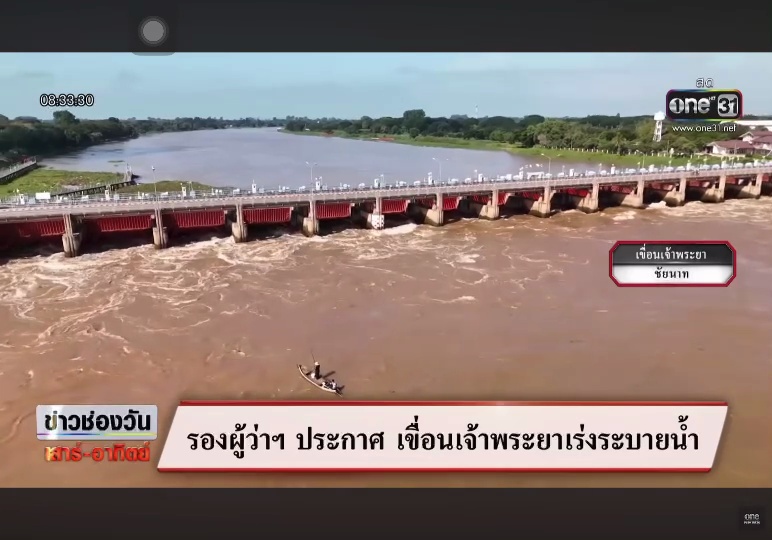 08:33:30
สด
one 31
www.one31.net
เขื่อนเจ้าพระยา
ชัยนาท
ข่าวช่องวัน
เสาร์-อาทิตย์
รองผู้ว่าฯ ประกาศ เขื่อนเจ้าพระยาเร่งระบายน้ำ
one
NEWS